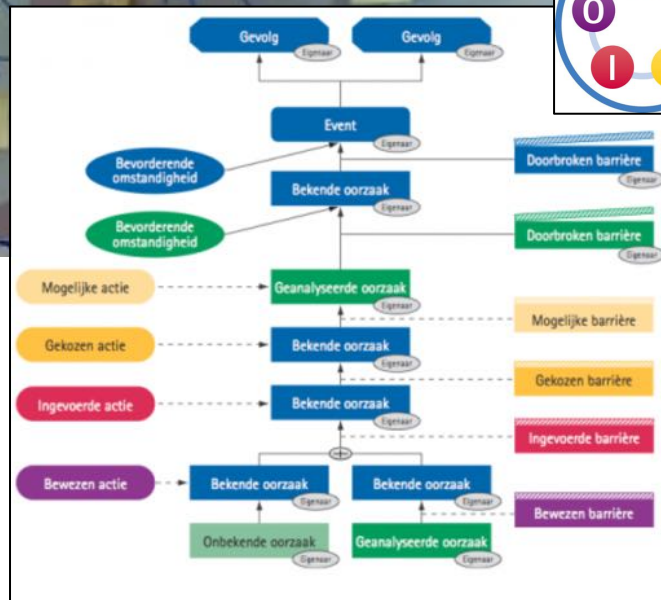 O
I
Gevolg
Eigenaar
Gevolg
Eigenaar
Event
Eigenaar
Bevorderende
omstandigheid
Doorbroken barrière
Eigenaar
Bekende oorzaak
Eigenaar
Bevorderende
omstandigheid
Doorbroken barrière
Eigenaar
Mogelijke actie
Geanalyseerde oorzaak
Eigenaar
Mogelijke barrière
Gekozen actie
Bekende oorzaak
Eigenaar
Gekozen barrière
Ingevoerde actie
Bekende oorzaak
Eigenaar
Ingevoerde barrière
Bewezen actie
Bekende oorzaak
Eigenaar
Bekende oorzaak
Eigenaar
Bewezen barrière
Onbekende oorzaak
Eigenaar
Geanalyseerde oorzaak
Eigenaar